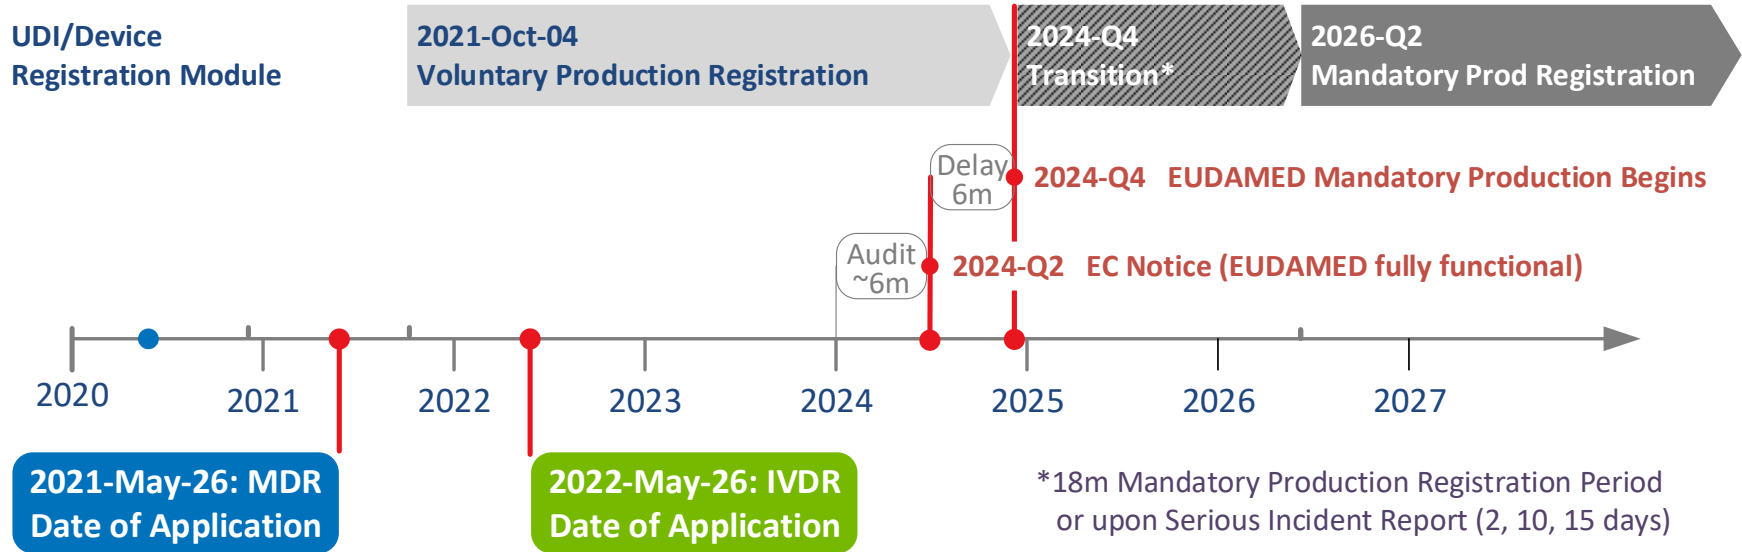 UDI/Device
Registration Module
2021-Oct-04
Voluntary Production Registration
2024-Q4
Transition*
2026-Q2
Mandatory Prod Registration
Delay
6m
2024-Q4 EUDAMED Mandatory Production Begins
Audit
~6m
2024-Q2 EC Notice (EUDAMED fully functional)
2020
2021
2022
2023
2024
2025
2026
2027
2021-May-26: MDR
Date of Application
2022-May-26: IVDR
Date of Application
*18m Mandatory Production Registration Period
or upon Serious Incident Report (2, 10, 15 days)